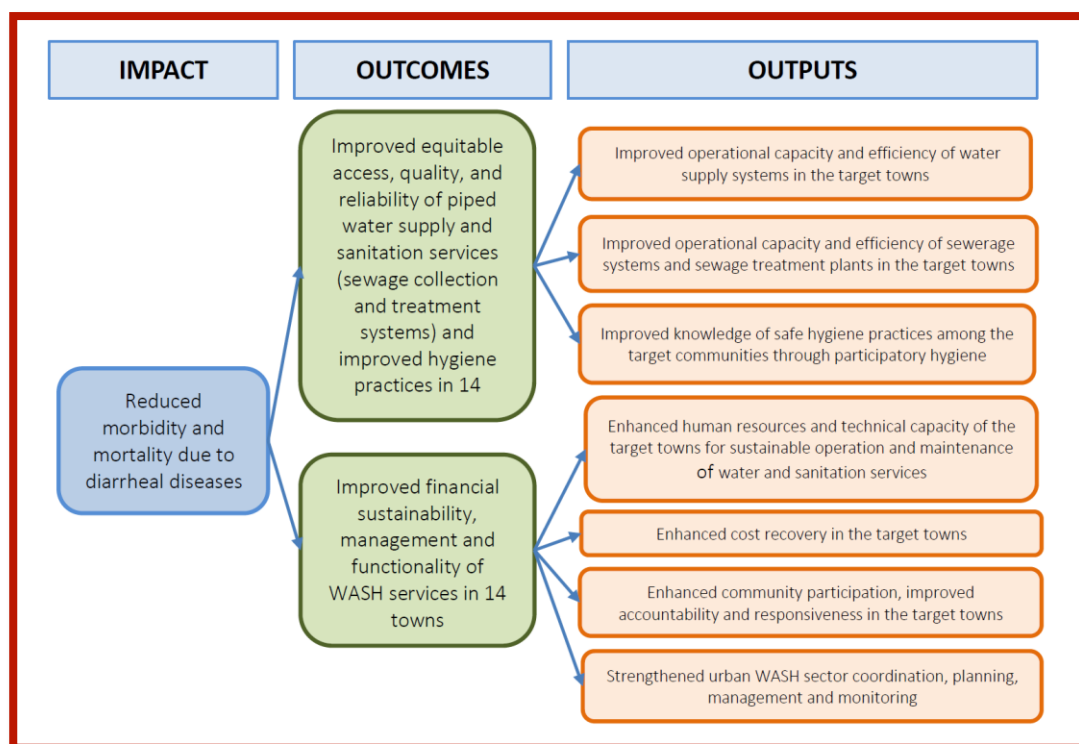 IMPACT
OUTCOMES
OUTPUTS
Reduced
morbidity and
mortality due to
diarrheal diseases
Improved equitable
access, quality, and
reliability of piped
water supply and
sanitation services
(sewage collection
and treatment
systems) and
improved hygiene
practices in 14
Improved financial
sustainability,
management and
functionality of
WASH services in 14
towns
Improved operational capacity and efficiency of water
supply systems in the target towns
Improved operational capacity and efficiency of sewerage
systems and sewage treatment plants in the target towns
Improved knowledge of safe hygiene practices among the
target communities through participatory hygiene
Enhanced human resources and technical capacity of the
target towns for sustainable operation and maintenance
of water and sanitation services
Enhanced cost recovery in the target towns
Enhanced community participation, improved
accountability and responsiveness in the target towns
Strengthened urban WASH sector coordination, planning,
management and monitoring